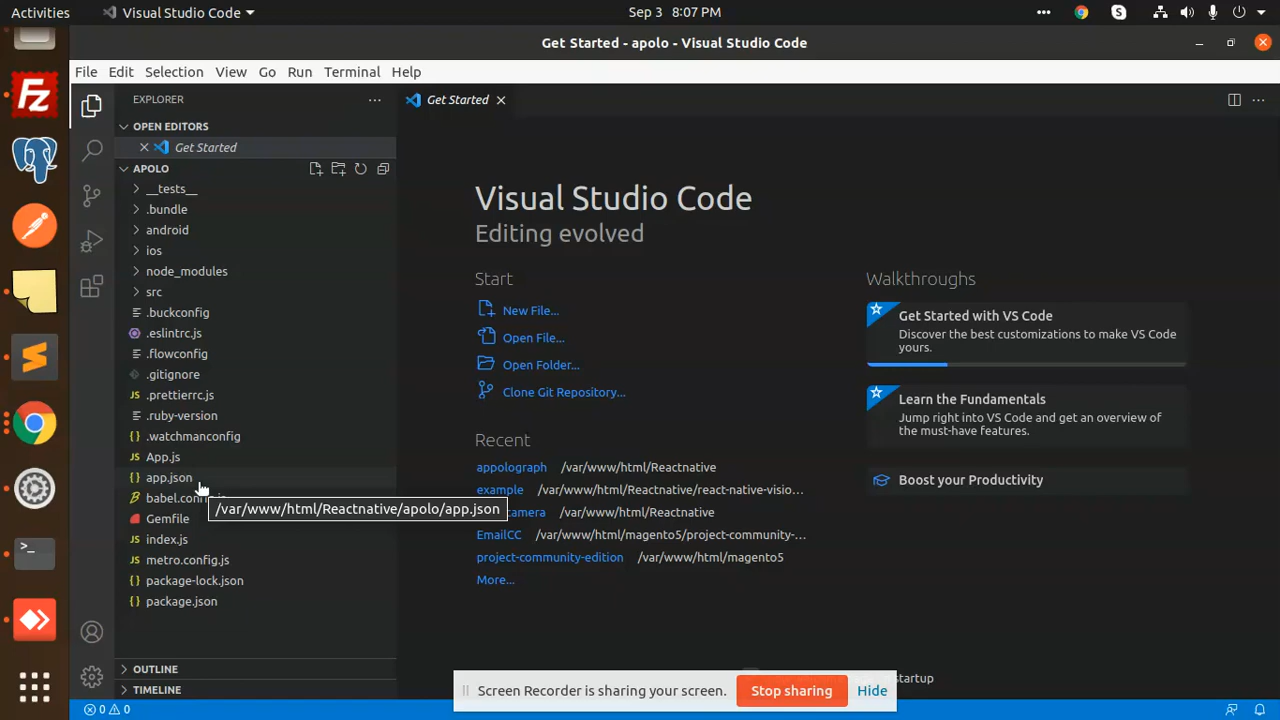 Activities
Visual Studio Code
Sep 3 8:07 PM
Get Started - apolo - Visual Studio Code
File Edit Selection View Go Run Terminal Help
EXPLORER
OPEN EDITORS
Get Started
APOLO
__tests__
.bundle
android
ios
node_modules
src
.buckconfig
.eslintrc.js
.flowconfig
.gitignore
.prettierrc.js
.ruby-version
.watchmanconfig
App.js
app.json
/var/www/html/Reactnative/apolo/app.json
Gemfile
index.js
metro.config.js
package-lock.json
package.json
OUTLINE
TIMELINE
0 0
Get Started
Visual Studio Code
Editing evolved
Start
New File...
Open File...
Open Folder...
Clone Git Repository...
Recent
appolograph /var/www/html/Reactnative
example /var/www/html/Reactnative/react-native-visio...
camera /var/www/html/Reactnative
EmailCC /var/www/html/magento5/project-community-...
project-community-edition /var/www/html/magento5
More...
Walkthroughs
Get Started with VS Code
Discover the best customizations to make VS Code
yours.
Learn the Fundamentals
Jump right into VS Code and get an overview of
the must-have features.
Boost your Productivity
startup
Screen Recorder is sharing your screen.
Stop sharing
Hide